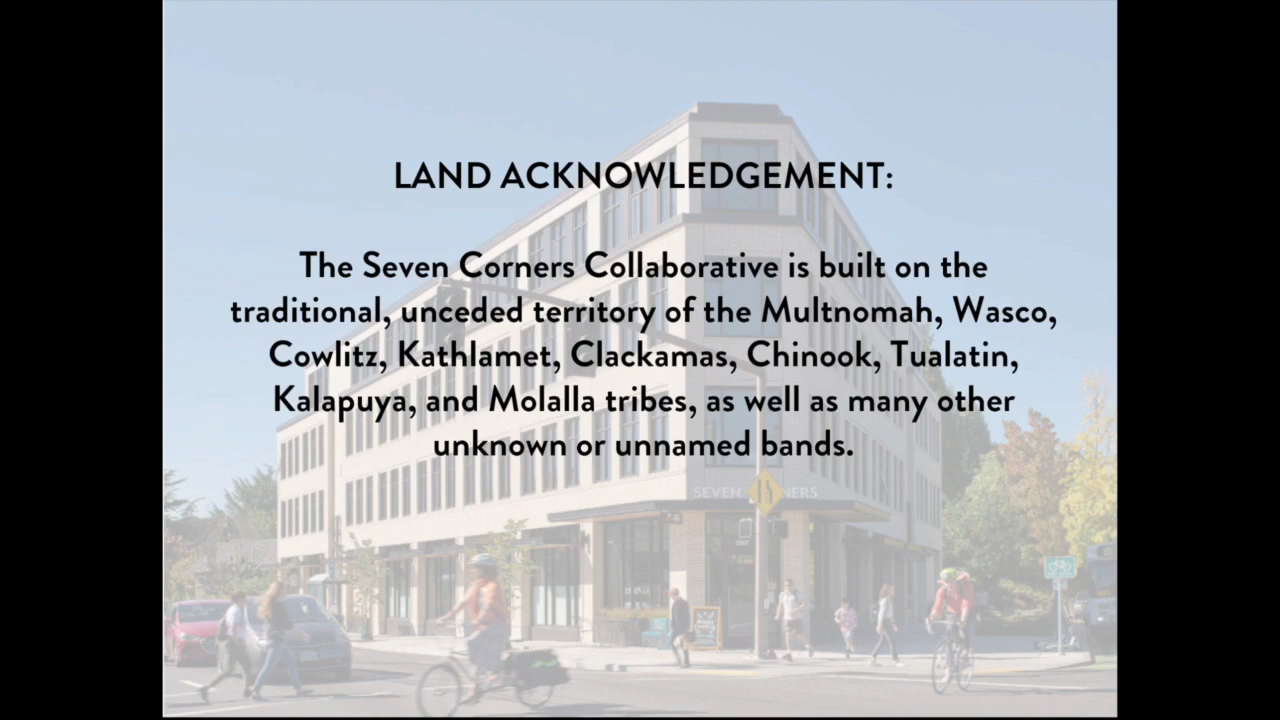 LAND ACKNOWLEDGEMENT:
The Seven Corners Collaborative is built on the
traditional, unceded territory of the Multnomah, Wasco,
Cowlitz, Kathlamet, Clackamas, Chinook, Tualatin,
Kalapuya, and Molalla tribes, as well as many other
unknown or unnamed bands.
SEVEN NERS